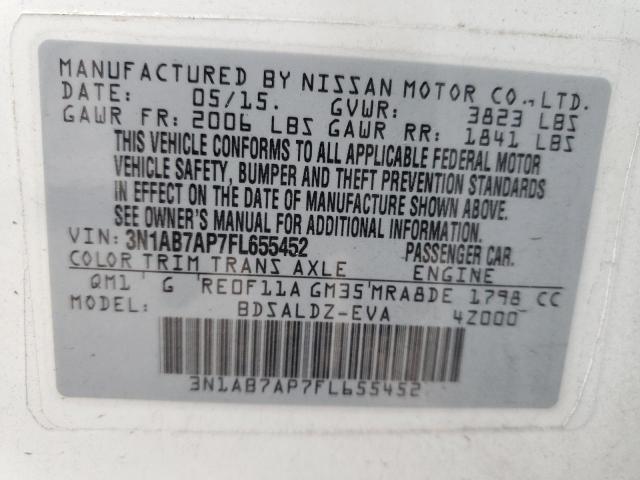 MANUFACTURED BY NISSAN MOTOR CO., LTD.
DATE: 05/15. GVWR: 3823 LBS
GAWR FR: 2006 LBS GAWR RR: 1841 LBS
THIS VEHICLE CONFORMS TO ALL APPLICABLE FEDERAL MOTOR
VEHICLE SAFETY, BUMPER AND THEFT PREVENTION STANDARDS
IN EFFECT ON THE DATE OF MANUFACTURE SHOWN ABOVE.
SEE OWNER'S MANUAL FOR ADDITIONAL INFORMATION.
VIN: 3N1AB7AP7FL655452 PASSENGER CAR.
COLOR TRIM TRANS AXLE ENGINE
QM1 ' G ' RE0F11A GM35 ' MRA8DE 1798 CC
MODEL: BDSALDZ-EVA 4Z000
3N1AB7AP7FL655452